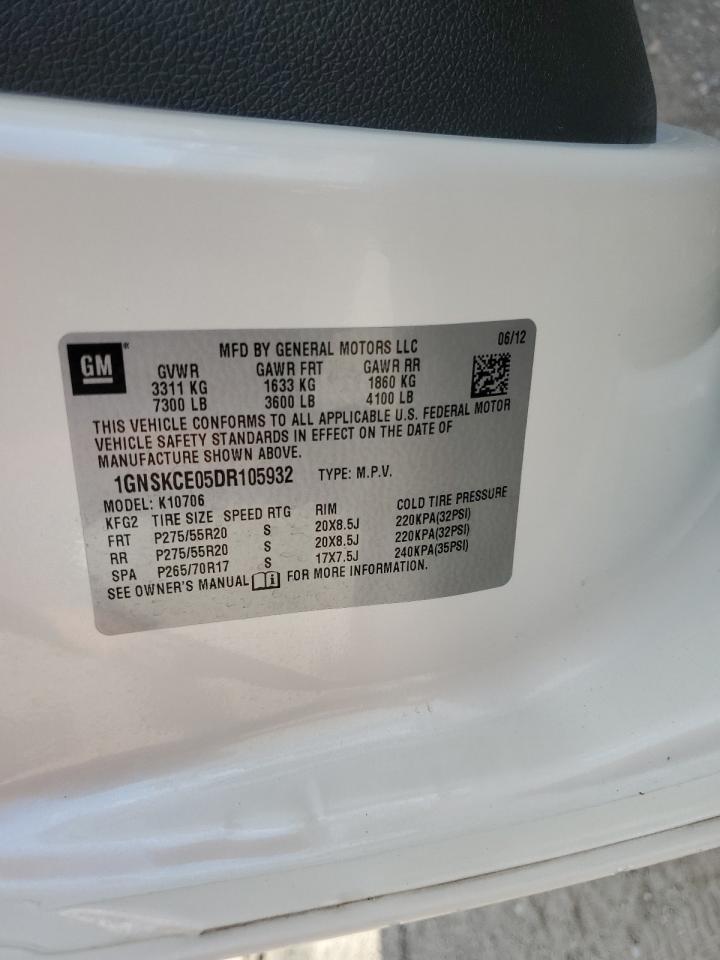 GM®
MFD BY GENERAL MOTORS LLC 06/12
GVWR GAWR FRT GAWR RR
3311 KG 1633 KG 1860 KG
7300 LB 3600 LB 4100 LB
THIS VEHICLE CONFORMS TO ALL APPLICABLE U.S. FEDERAL MOTOR
VEHICLE SAFETY STANDARDS IN EFFECT ON THE DATE OF
MANUFACTURE SHOWN ABOVE.
1GNSKCE05DR105932 TYPE: M.P.V.
MODEL: K10706
KFG2 TIRE SIZE SPEED RTG RIM COLD TIRE PRESSURE
FRT P275/55R20 S 20X8.5J 220KPA(32PSI)
RR P275/55R20 S 20X8.5J 220KPA(32PSI)
SPA P265/70R17 S 17X7.5J 240KPA(35PSI)
SEE OWNER'S MANUAL i FOR MORE INFORMATION.